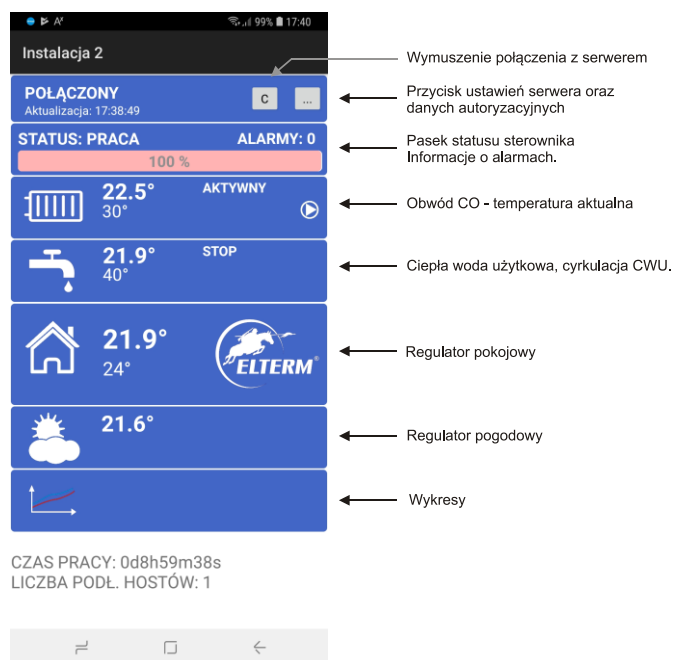 99% 17:40
Instalacja 2
Wymuszenie połączenia z serwerem
POŁĄCZONY
Aktualizacja: 17:38:49
C
...
Przycisk ustawień serwera oraz
danych autoryzacyjnych
STATUS: PRACA ALARMY: 0
100 %
Pasek statusu sterownika
Informacje o alarmach.
22.5° AKTYWNY
30°
Obwód CO - temperatura aktualna
21.9° STOP
40°
Ciepła woda użytkowa, cyrkulacja CWU.
21.9°
24°
ELTERM®
Regulator pokojowy
21.6°
Regulator pogodowy
Wykresy
CZAS PRACY: 0d8h59m38s
LICZBA PODŁ. HOSTÓW: 1